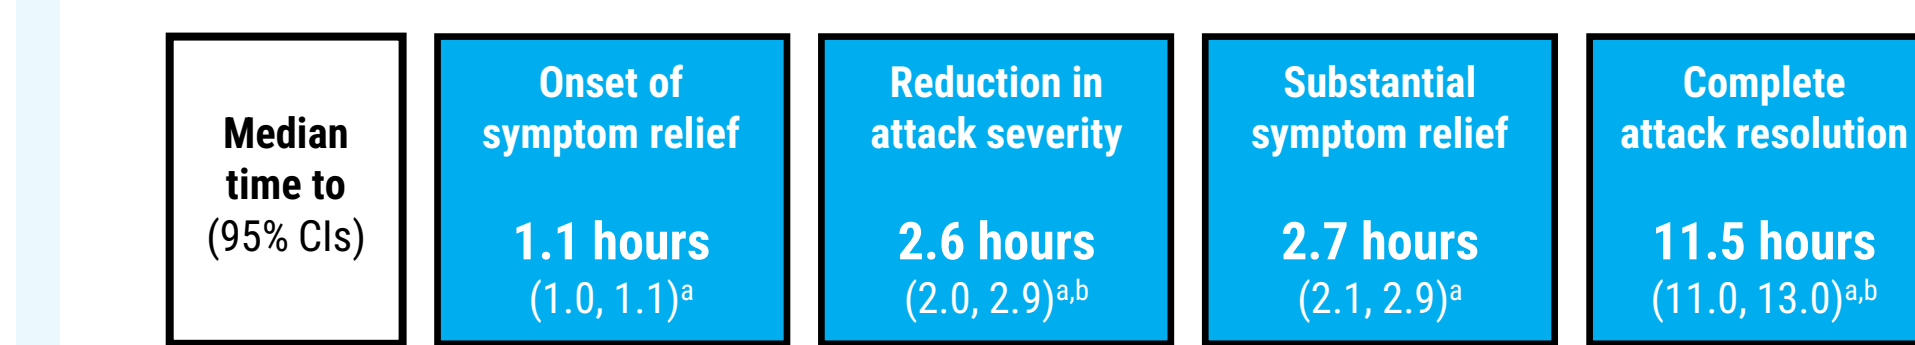 Median
time to
(95% CIs)
Onset of
symptom relief
1.1 hours
(1.0, 1.1)a
Reduction in
attack severity
2.6 hours
(2.0, 2.9)a,b
Substantial
symptom relief
2.7 hours
(2.1, 2.9)a
Complete
attack resolution
11.5 hours
(11.0, 13.0)a,b